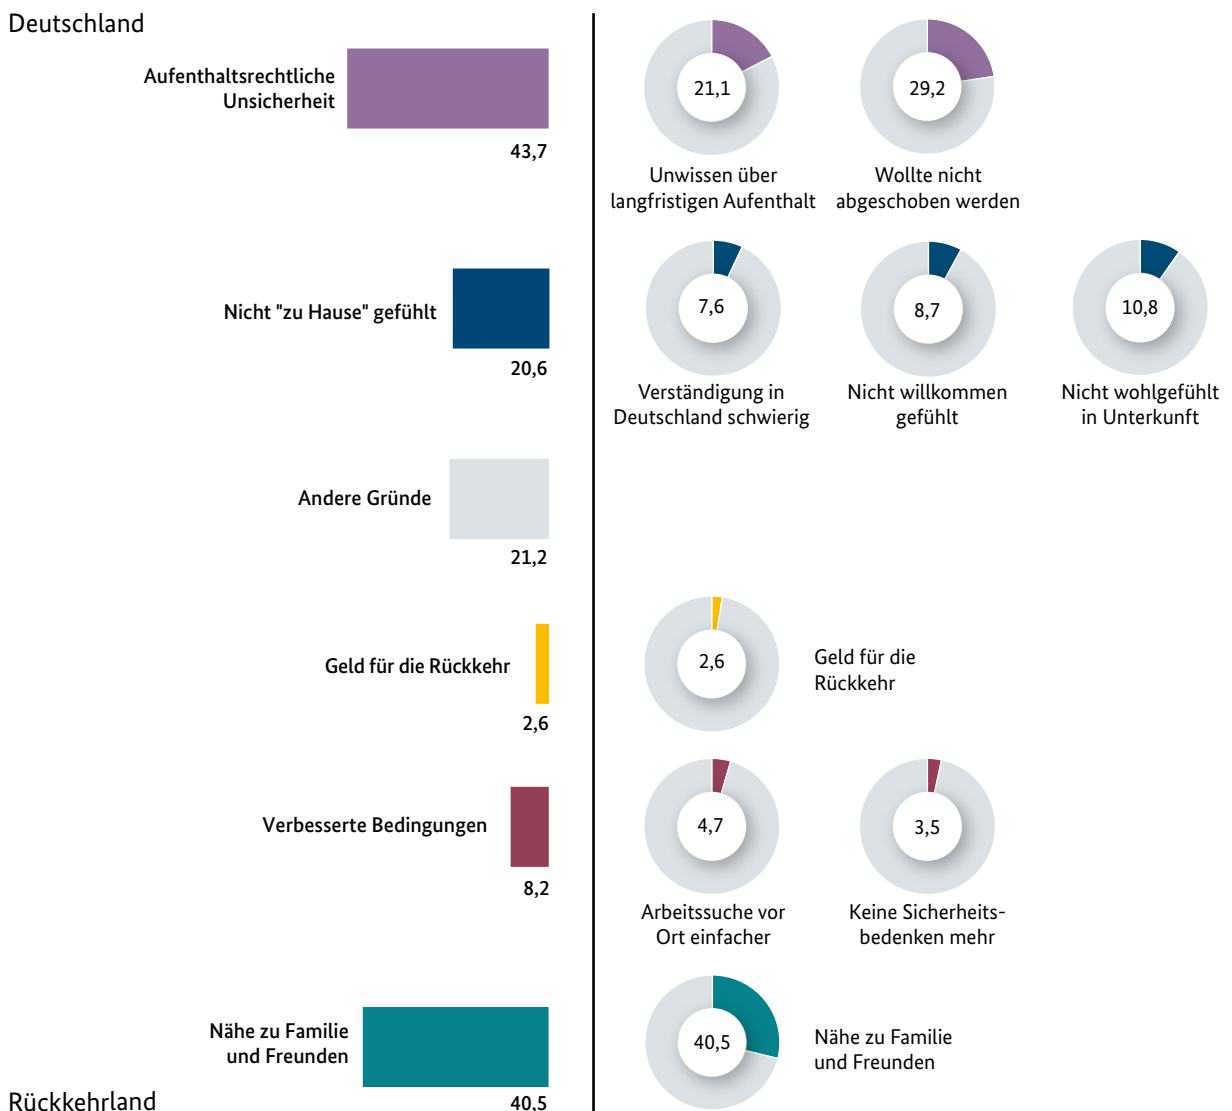 Deutschland
Aufenthaltsrechtliche
Unsicherheit
43,7
21,1
29,2
Unwissen über
langfristigen Aufenthalt
Wollte nicht
abgeschoben werden
Nicht "zu Hause" gefühlt
20,6
7,6
8,7
10,8
Verständigung in
Deutschland schwierig
Nicht willkommen
gefühlt
Nicht wohlgefühlt
in Unterkunft
Andere Gründe
21,2
Geld für die Rückkehr
2,6
2,6
Geld für die
Rückkehr
Verbesserte Bedingungen
8,2
4,7
3,5
Arbeitssuche vor
Ort einfacher
Keine Sicherheits-
bedenken mehr
Nähe zu Familie
und Freunden
40,5
40,5
Nähe zu Familie
und Freunden
Rückkehrland